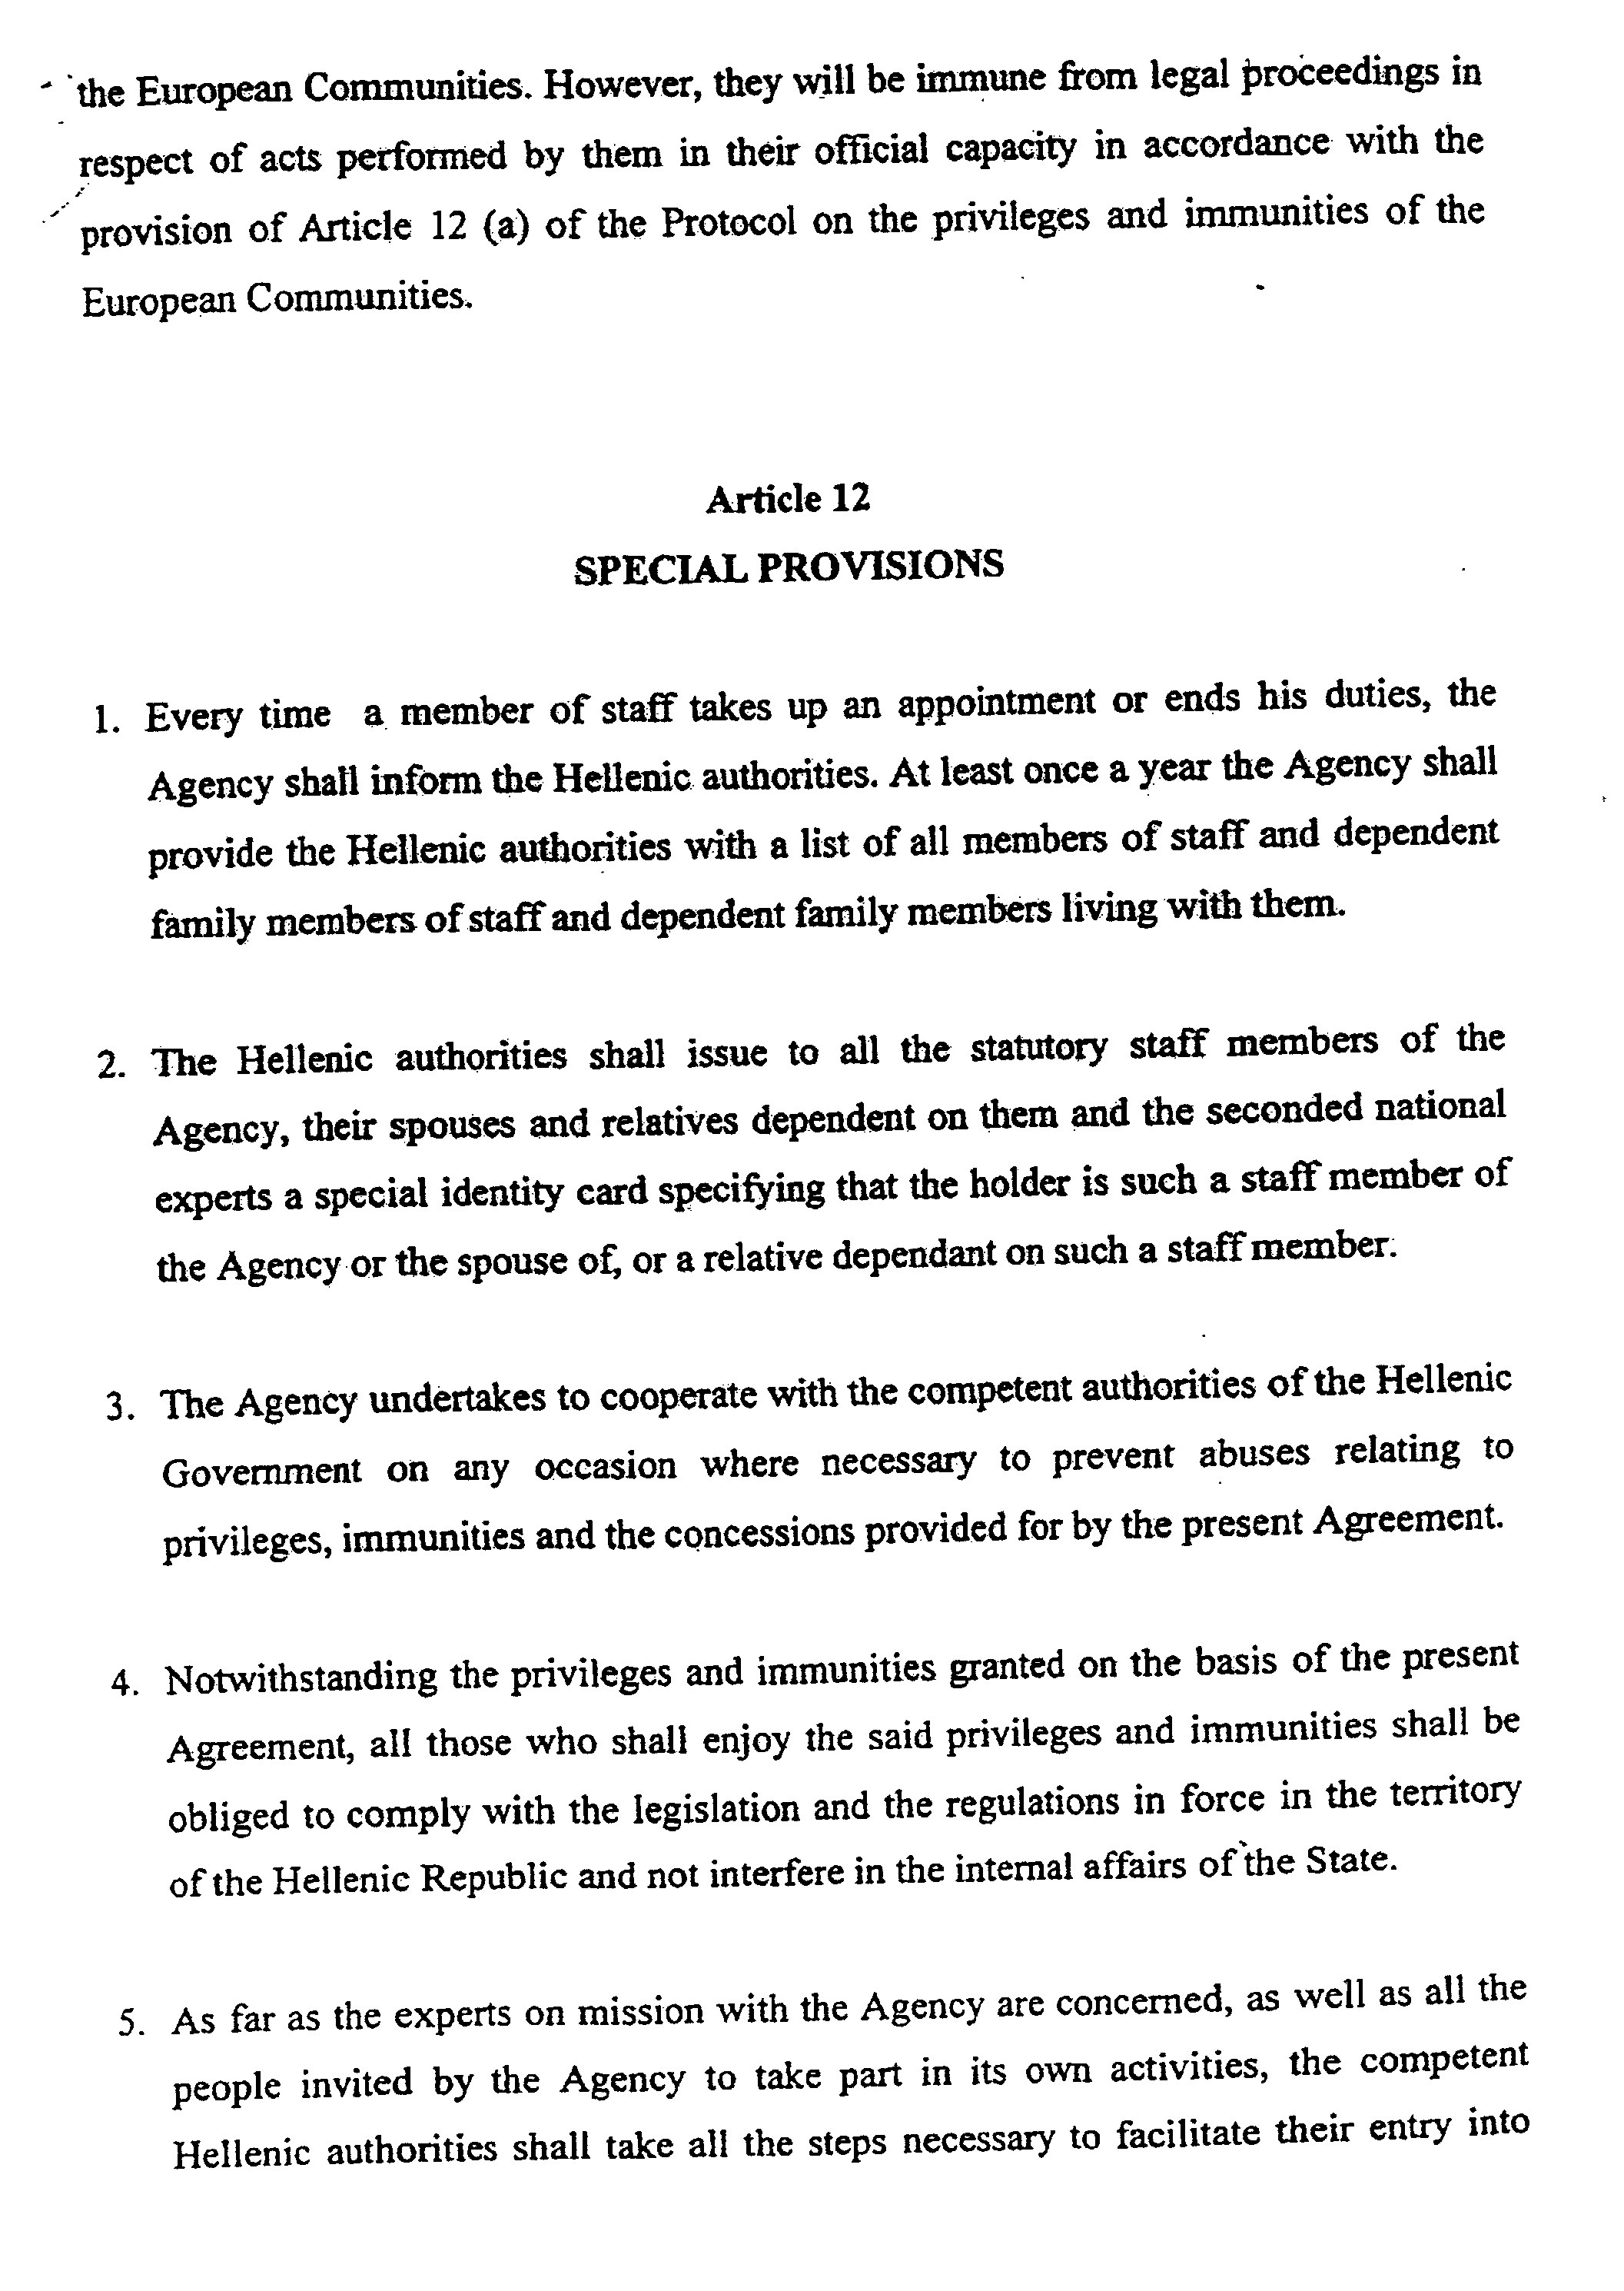 the European Communities. However, they will be immune from legal proceedings in
respect of acts performed by them in their official capacity in accordance with the
provision of Article 12 (a) of the Protocol on the privileges and immunities of the
European Communities.
Article 12
SPECIAL PROVISIONS
1. Every time a member of staff takes up an appointment or ends his duties, the
Agency shall inform the Hellenic authorities. At least once a year the Agency shall
provide the Hellenic authorities with a list of all members of staff and dependent
family members of staff and dependent family members living with them.
2. The Hellenic authorities shall issue to all the statutory staff members of the
Agency, their spouses and relatives dependent on them and the seconded national
experts a special identity card specifying that the holder is such a staff member of
the Agency or the spouse of, or a relative dependant on such a staff member.
3. The Agency undertakes to cooperate with the competent authorities of the Hellenic
Government on any occasion where necessary to prevent abuses relating to
privileges, immunities and the concessions provided for by the present Agreement.
4. Notwithstanding the privileges and immunities granted on the basis of the present
Agreement, all those who shall enjoy the said privileges and immunities shall be
obliged to comply with the legislation and the regulations in force in the territory
of the Hellenic Republic and not interfere in the internal affairs of the State.
5. As far as the experts on mission with the Agency are concerned, as well as all the
people invited by the Agency to take part in its own activities, the competent
Hellenic authorities shall take all the steps necessary to facilitate their entry into